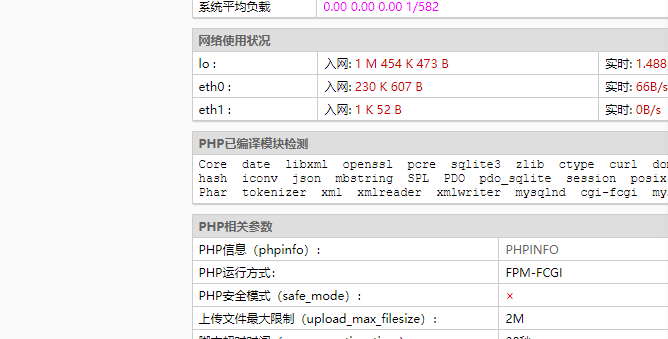 系统平均负载 0.00 0.00 0.00 1/582
网络使用状况
lo : 入网: 1 M 454 K 473 B 实时: 1.488
eth0 : 入网: 230 K 607 B 实时: 66B/s
eth1 : 入网: 1 K 52 B 实时: 0B/s
PHP已编译模块检测
Core date libxml openssl pcre sqlite3 zlib ctype curl dom
hash iconv json mbstring SPL PDO pdo_sqlite session posix
Phar tokenizer xml xmlreader xmlwriter mysqlnd cgi-fcgi my
PHP相关参数
PHP信息（phpinfo）: PHPINFO
PHP运行方式: FPM-FCGI
PHP安全模式（safe_mode）: ×
上传文件最大限制（upload_max_filesize）: 2M